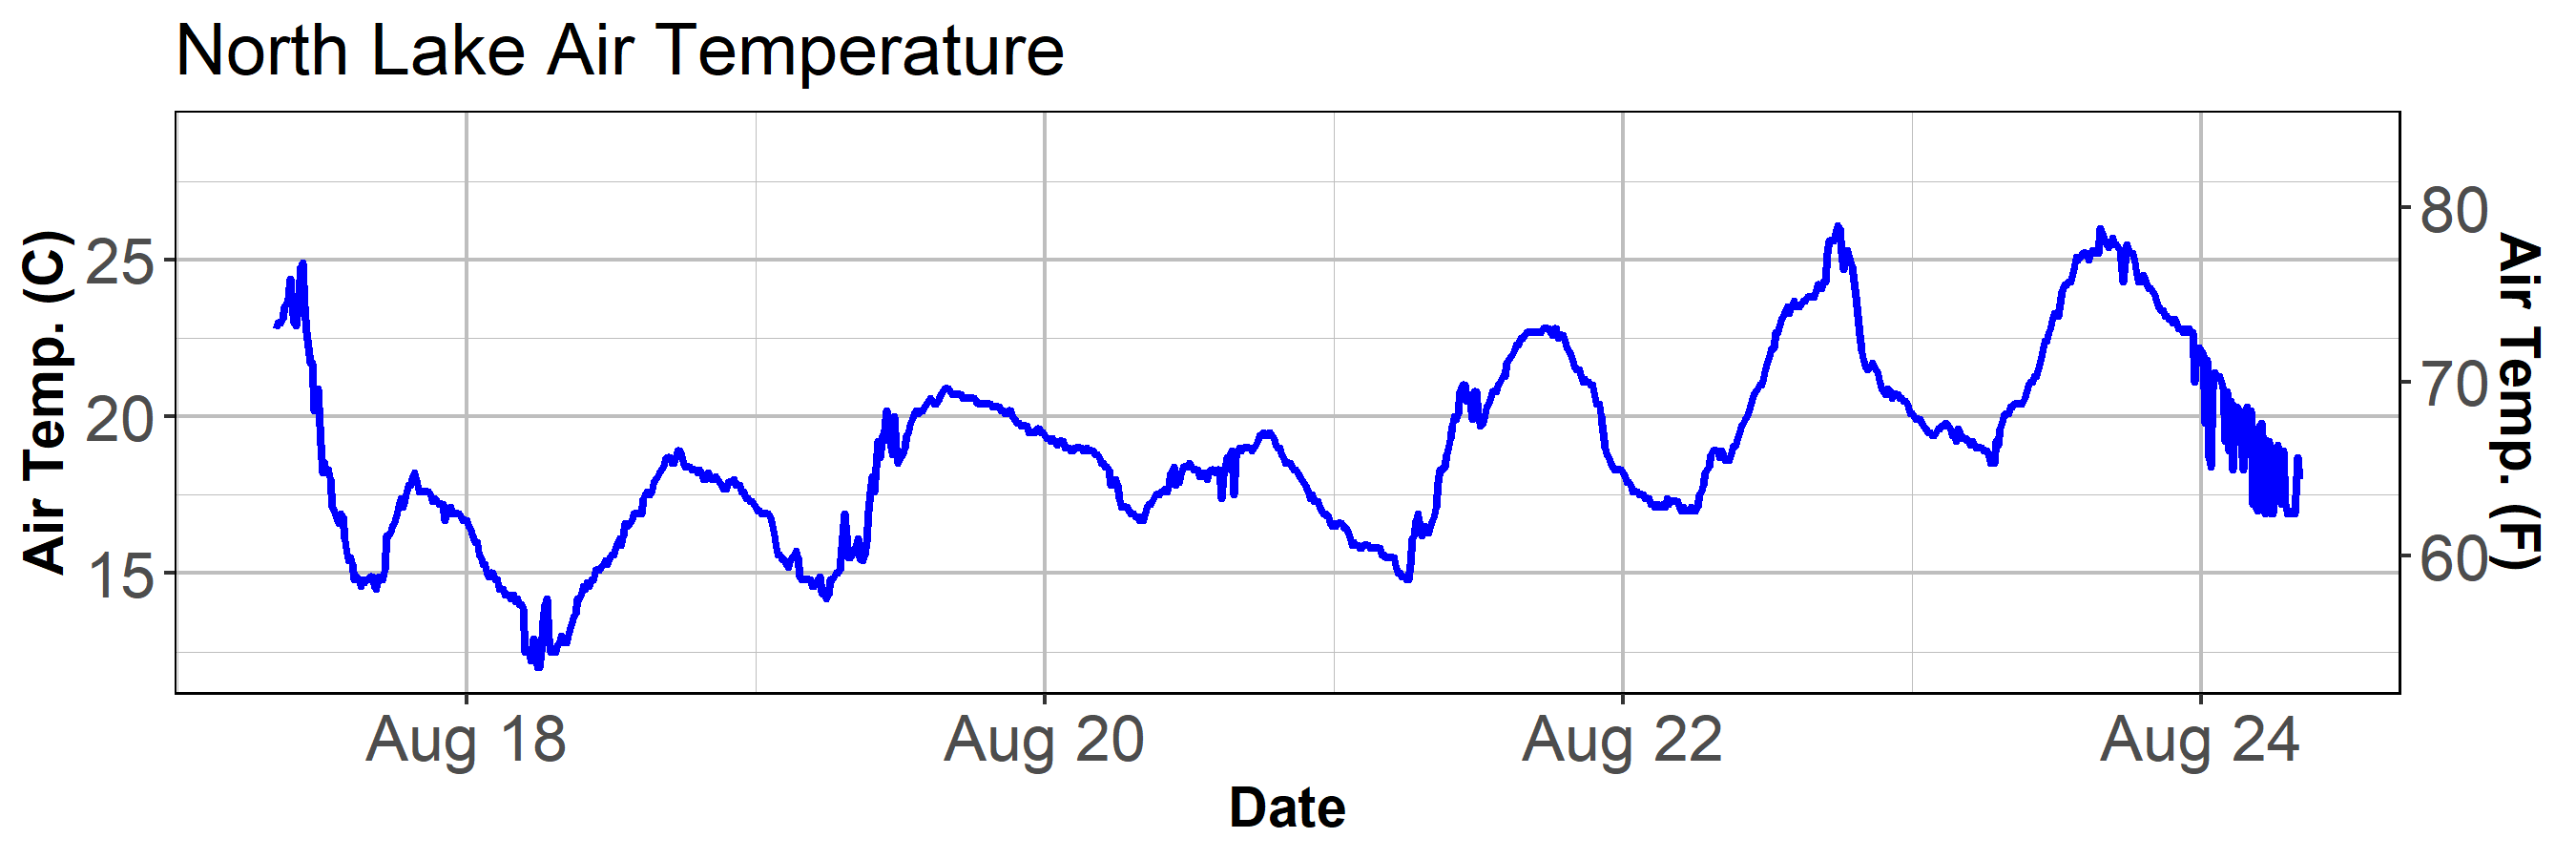 North Lake Air Temperature
Air Temp. (C)
25
20
15
80
70
60
Air Temp. (F)
Aug 18
Aug 20
Aug 22
Aug 24
Date